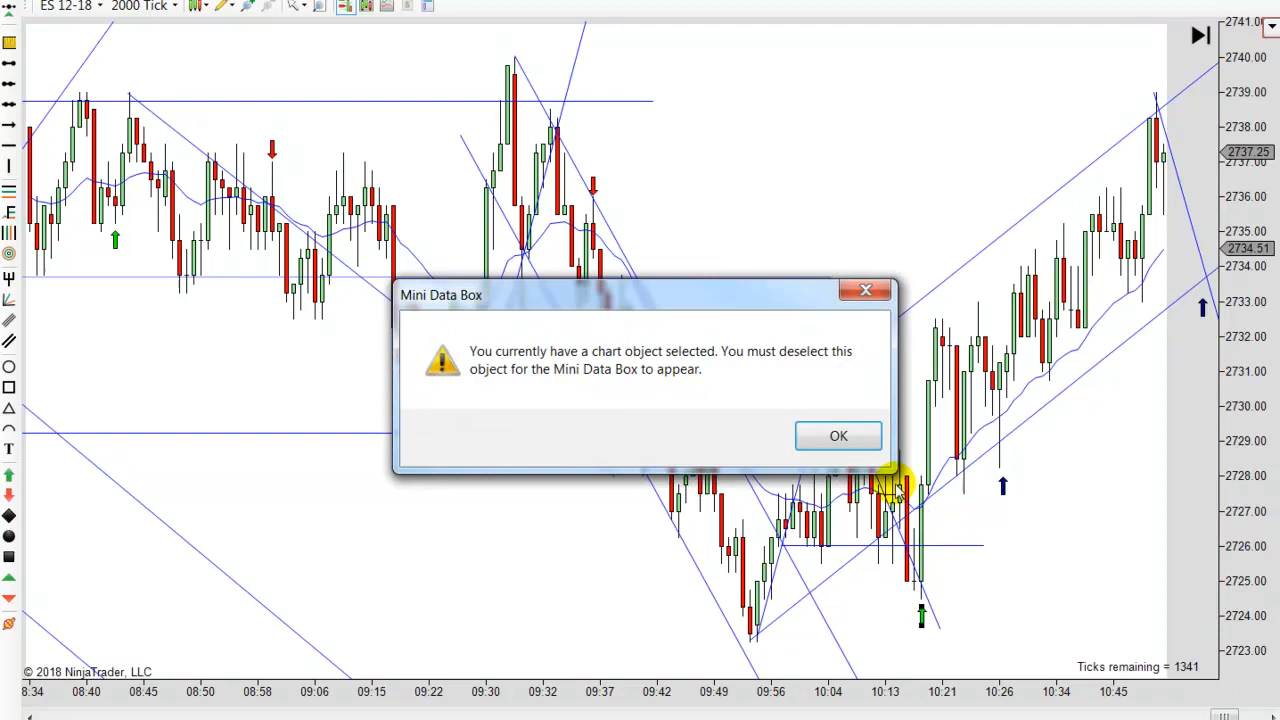 ES 12-18 2000 Tick
2741.00
2740.00
2739.00
2738.00
2737.25
2737.00
2736.00
2735.00
2734.51
2734.00
2733.00
2732.00
2731.00
2730.00
2729.00
2728.00
2727.00
2726.00
2725.00
2724.00
2723.00
Mini Data Box
You currently have a chart object selected. You must deselect this
object for the Mini Data Box to appear.
OK
T
© 2018 NinjaTrader, LLC
Ticks remaining = 1341
8:34 08:40 08:45 08:50 08:58 09:06 09:15 09:22 09:30 09:32 09:37 09:42 09:49 09:56 10:04 10:13 10:21 10:26 10:34 10:45